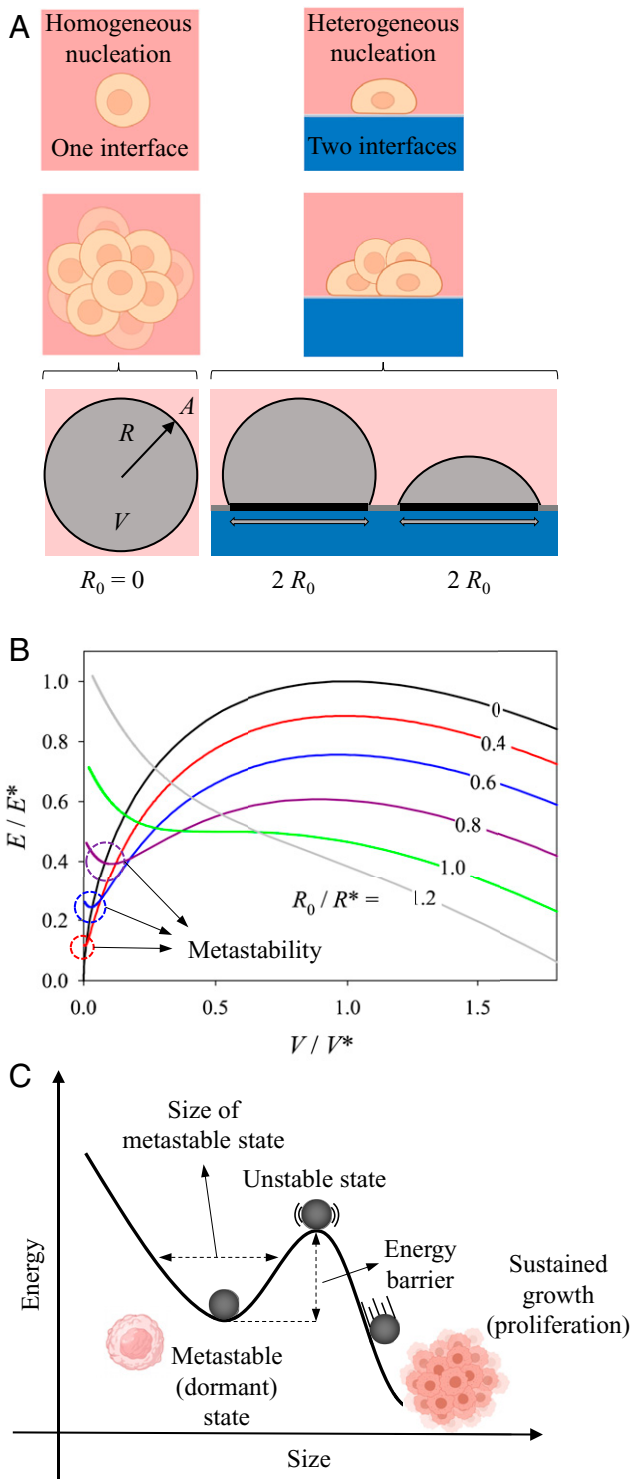 A
Homogeneous
nucleation
One interface
Heterogeneous
nucleation
Two interfaces
A
R
V
R₀ = 0
2 R₀
2 R₀
B
E / E*
1.0
0.8
0.6
0.4
0.2
0.0
0
0.4
0.6
0.8
1.0
R₀ / R* = 1.2
Metastability
0.0
0.5
1.0
1.5
V / V*
C
Energy
Size of
metastable state
Unstable state
Energy
barrier
Sustained
growth
(proliferation)
Metastable
(dormant)
state
Size